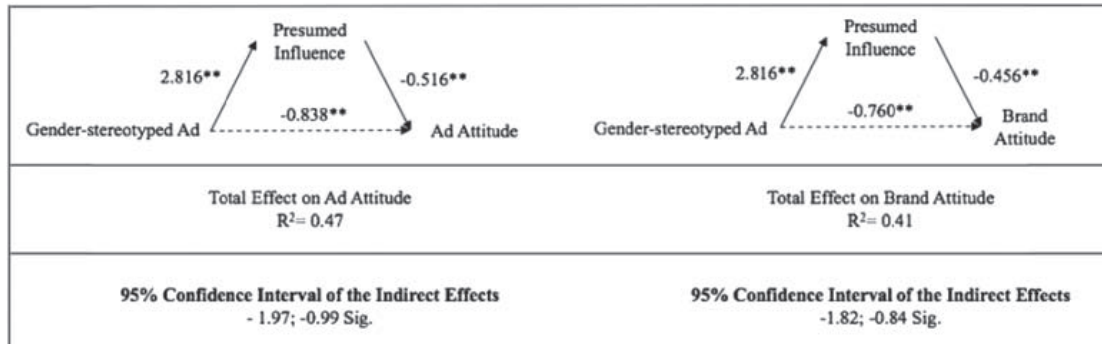 Presumed
Influence
2.816**
-0.516**
-0.838**
Gender-stereotyped Ad
Ad Attitude
Presumed
Influence
2.816**
-0.456**
-0.760**
Gender-stereotyped Ad
Brand
Attitude
Total Effect on Ad Attitude
R²= 0.47
Total Effect on Brand Attitude
R²= 0.41
95% Confidence Interval of the Indirect Effects
- 1.97; -0.99 Sig.
95% Confidence Interval of the Indirect Effects
-1.82; -0.84 Sig.